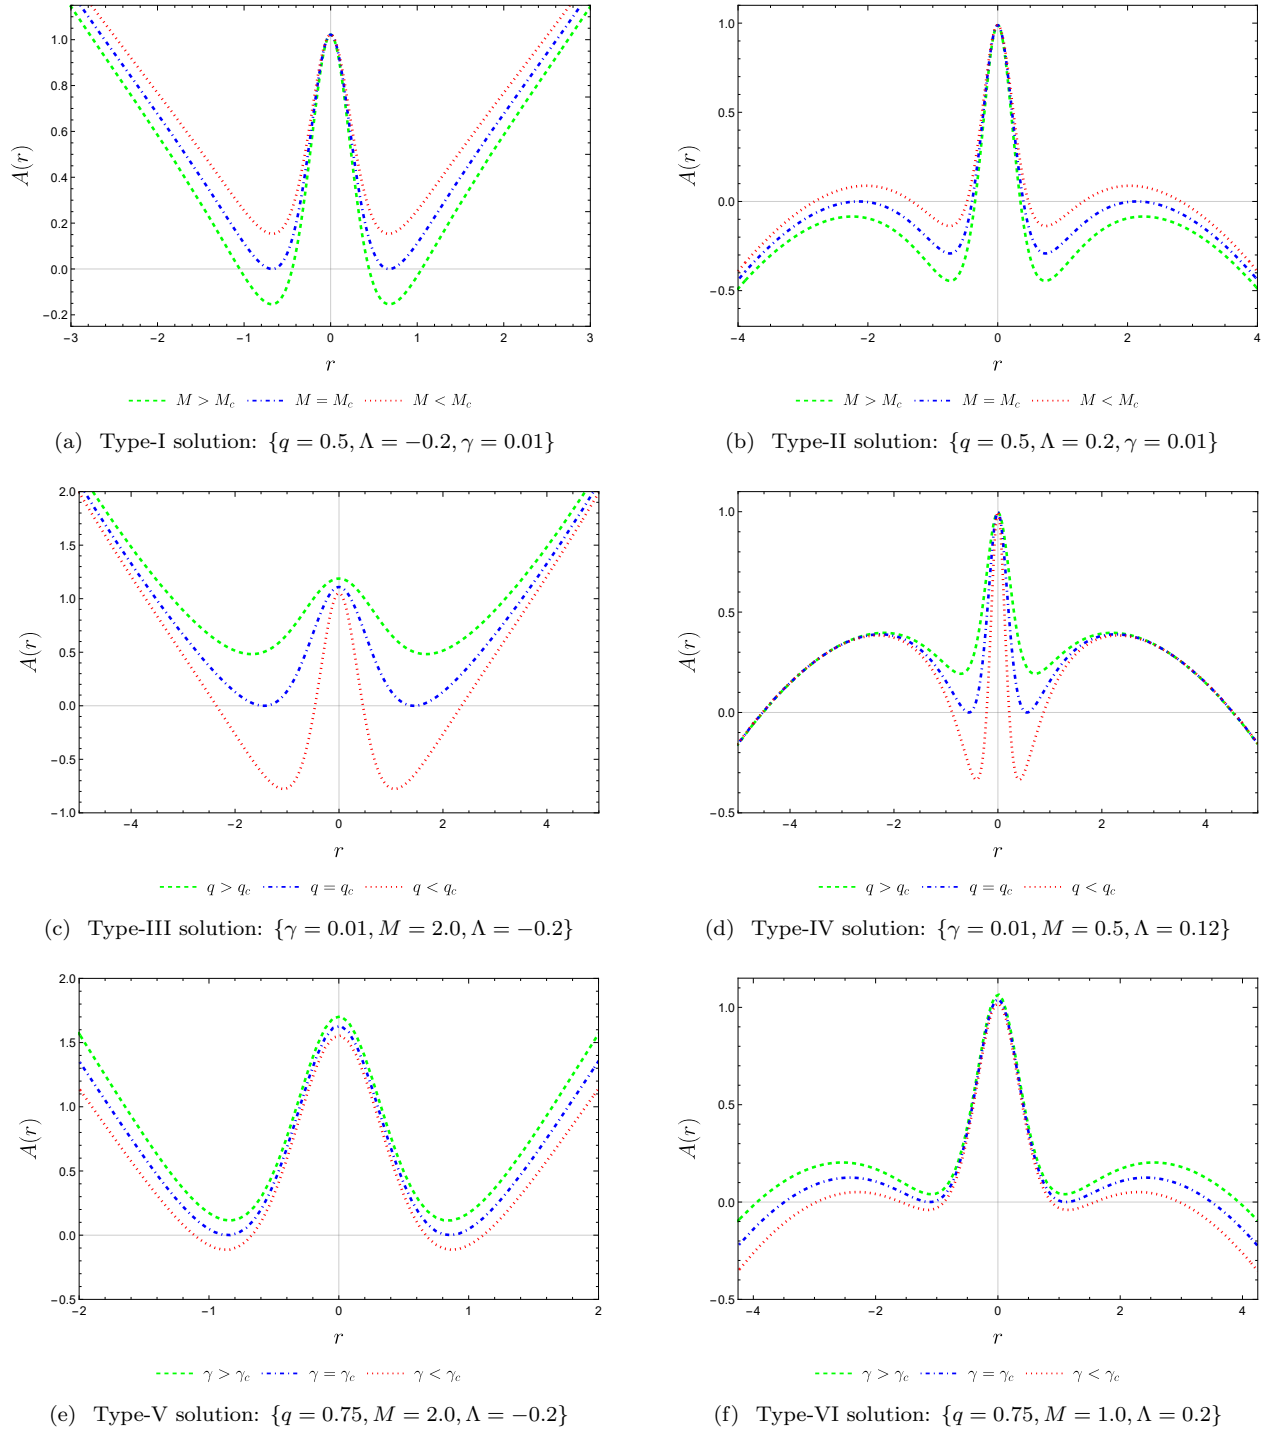 A(r)
1.0
0.8
0.6
0.4
0.2
0.0
−0.2
−3 −2 −1 0 1 2 3
r
M > M_c M = M_c M < M_c
(a) Type-I solution: {q = 0.5, Λ = −0.2, γ = 0.01}
A(r)
1.0
0.5
0.0
−0.5
−4 −2 0 2 4
r
M > M_c M = M_c M < M_c
(b) Type-II solution: {q = 0.5, Λ = 0.2, γ = 0.01}
A(r)
2.0
1.5
1.0
0.5
0.0
−0.5
−1.0
−4 −2 0 2 4
r
q > q_c q = q_c q < q_c
(c) Type-III solution: {γ = 0.01, M = 2.0, Λ = −0.2}
A(r)
1.0
0.5
0.0
−0.5
−4 −2 0 2 4
r
q > q_c q = q_c q < q_c
(d) Type-IV solution: {γ = 0.01, M = 0.5, Λ = 0.12}
A(r)
2.0
1.5
1.0
0.5
0.0
−0.5
−2 −1 0 1 2
r
γ > γ_c γ = γ_c γ < γ_c
(e) Type-V solution: {q = 0.75, M = 2.0, Λ = −0.2}
A(r)
1.0
0.5
0.0
−0.5
−4 −2 0 2 4
r
γ > γ_c γ = γ_c γ < γ_c
(f) Type-VI solution: {q = 0.75, M = 1.0, Λ = 0.2}